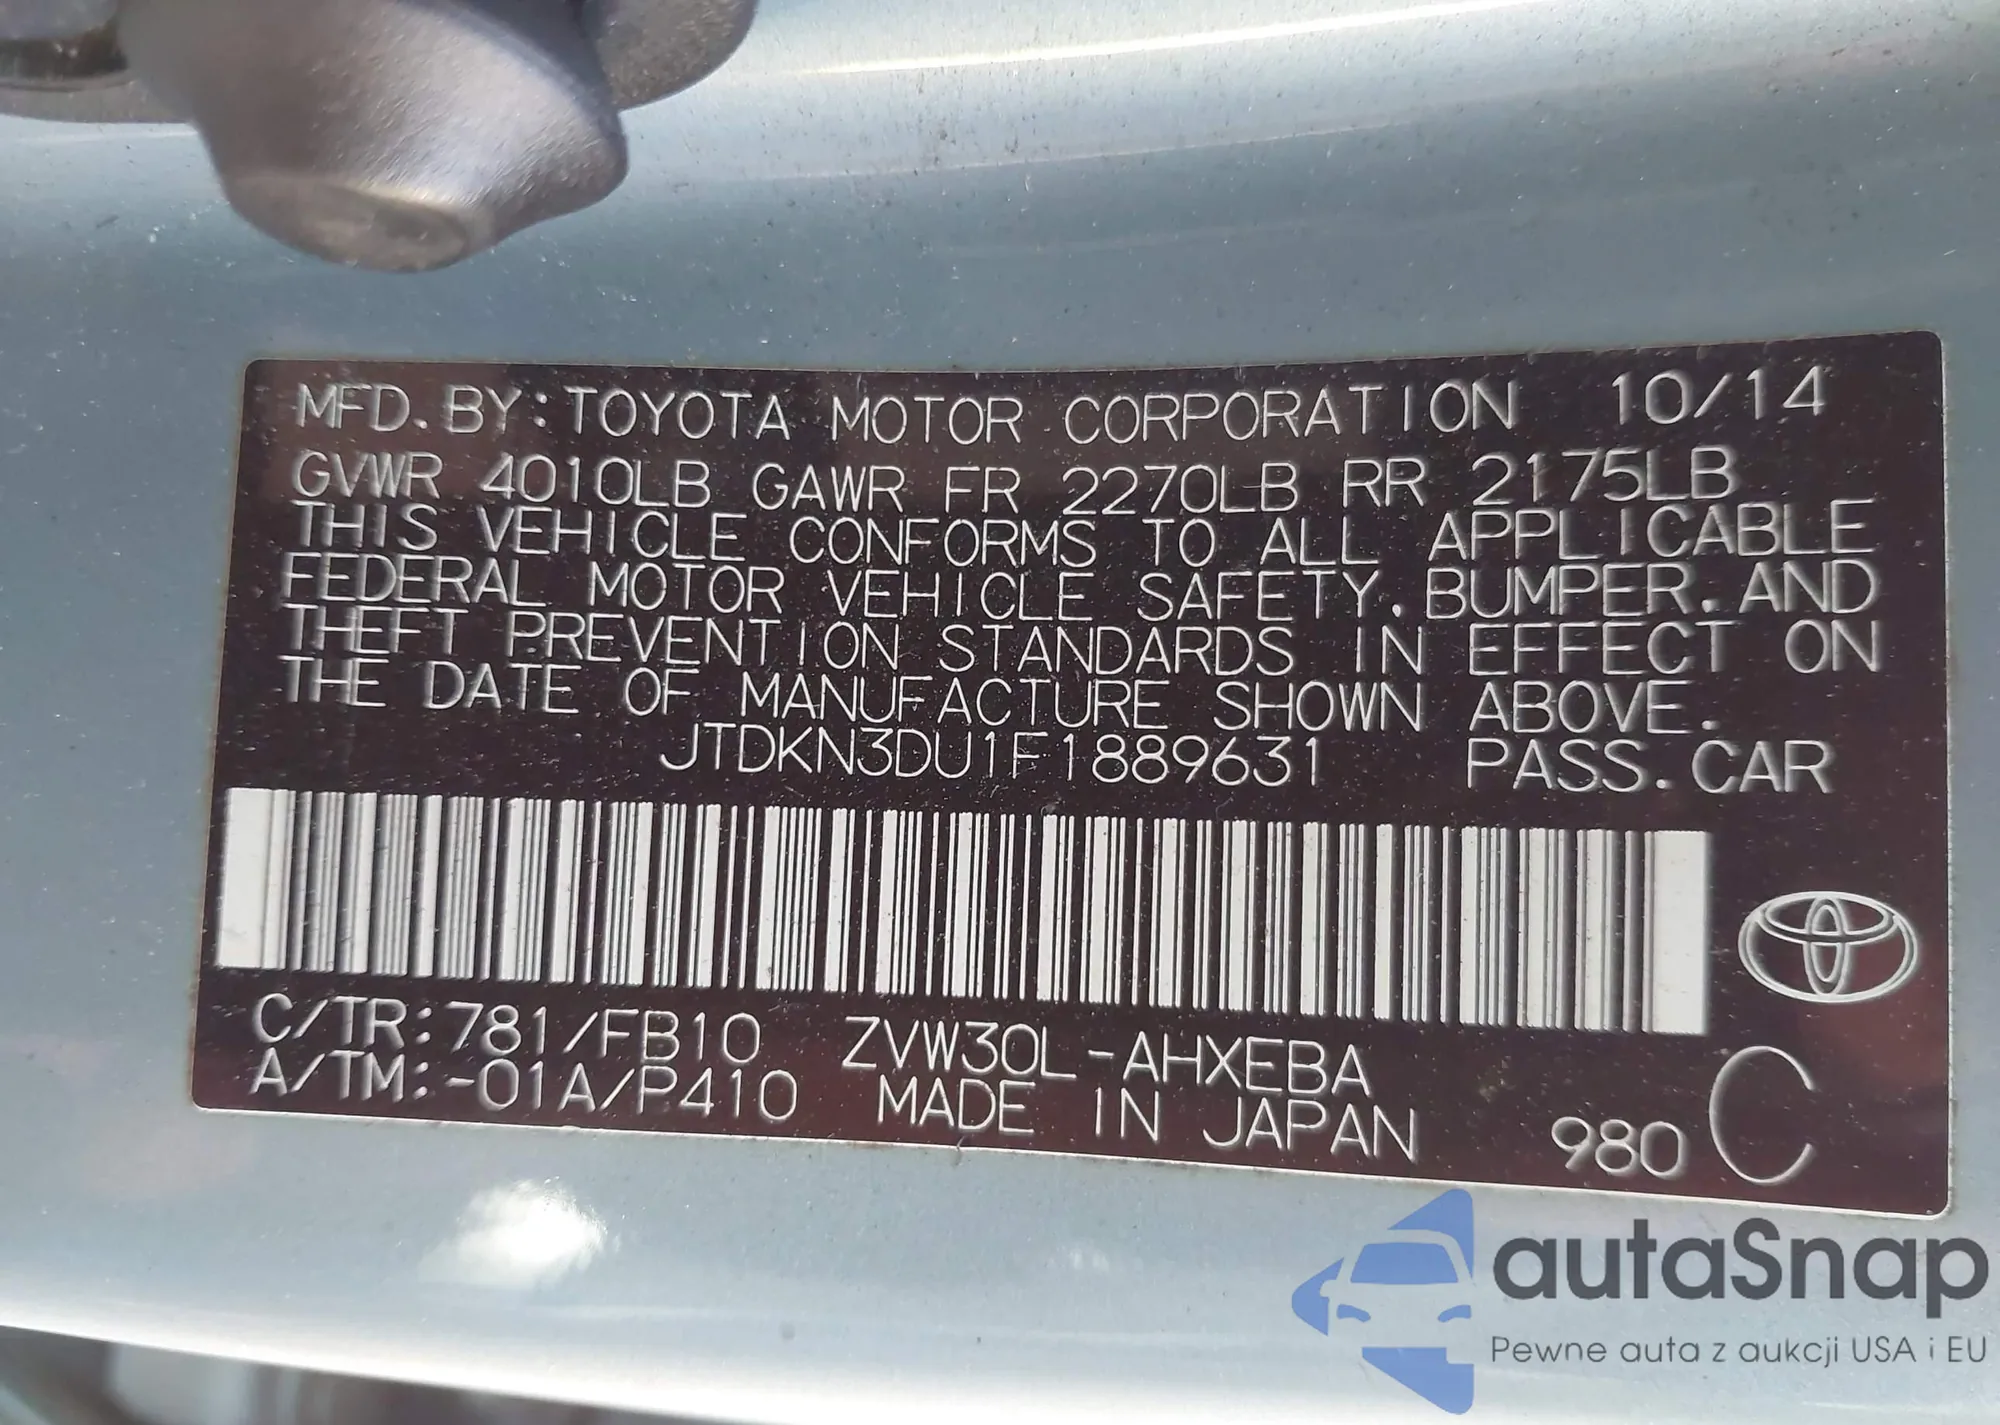 MFD. BY: TOYOTA MOTOR CORPORATION 10/14
GVWR 4010LB GAWR FR 2270LB RR 2175LB
THIS VEHICLE CONFORMS TO ALL APPLICABLE
FEDERAL MOTOR VEHICLE SAFETY, BUMPER, AND
THEFT PREVENTION STANDARDS IN EFFECT ON
THE DATE OF MANUFACTURE SHOWN ABOVE.
JTDKN3DU1F1889631 PASS. CAR
C/TR: 781/FB10 ZVW30L-AHXEBA
A/TM: -01A/P410 MADE IN JAPAN 980 C
autaSnap
Pewne auta z aukcji USA i EU